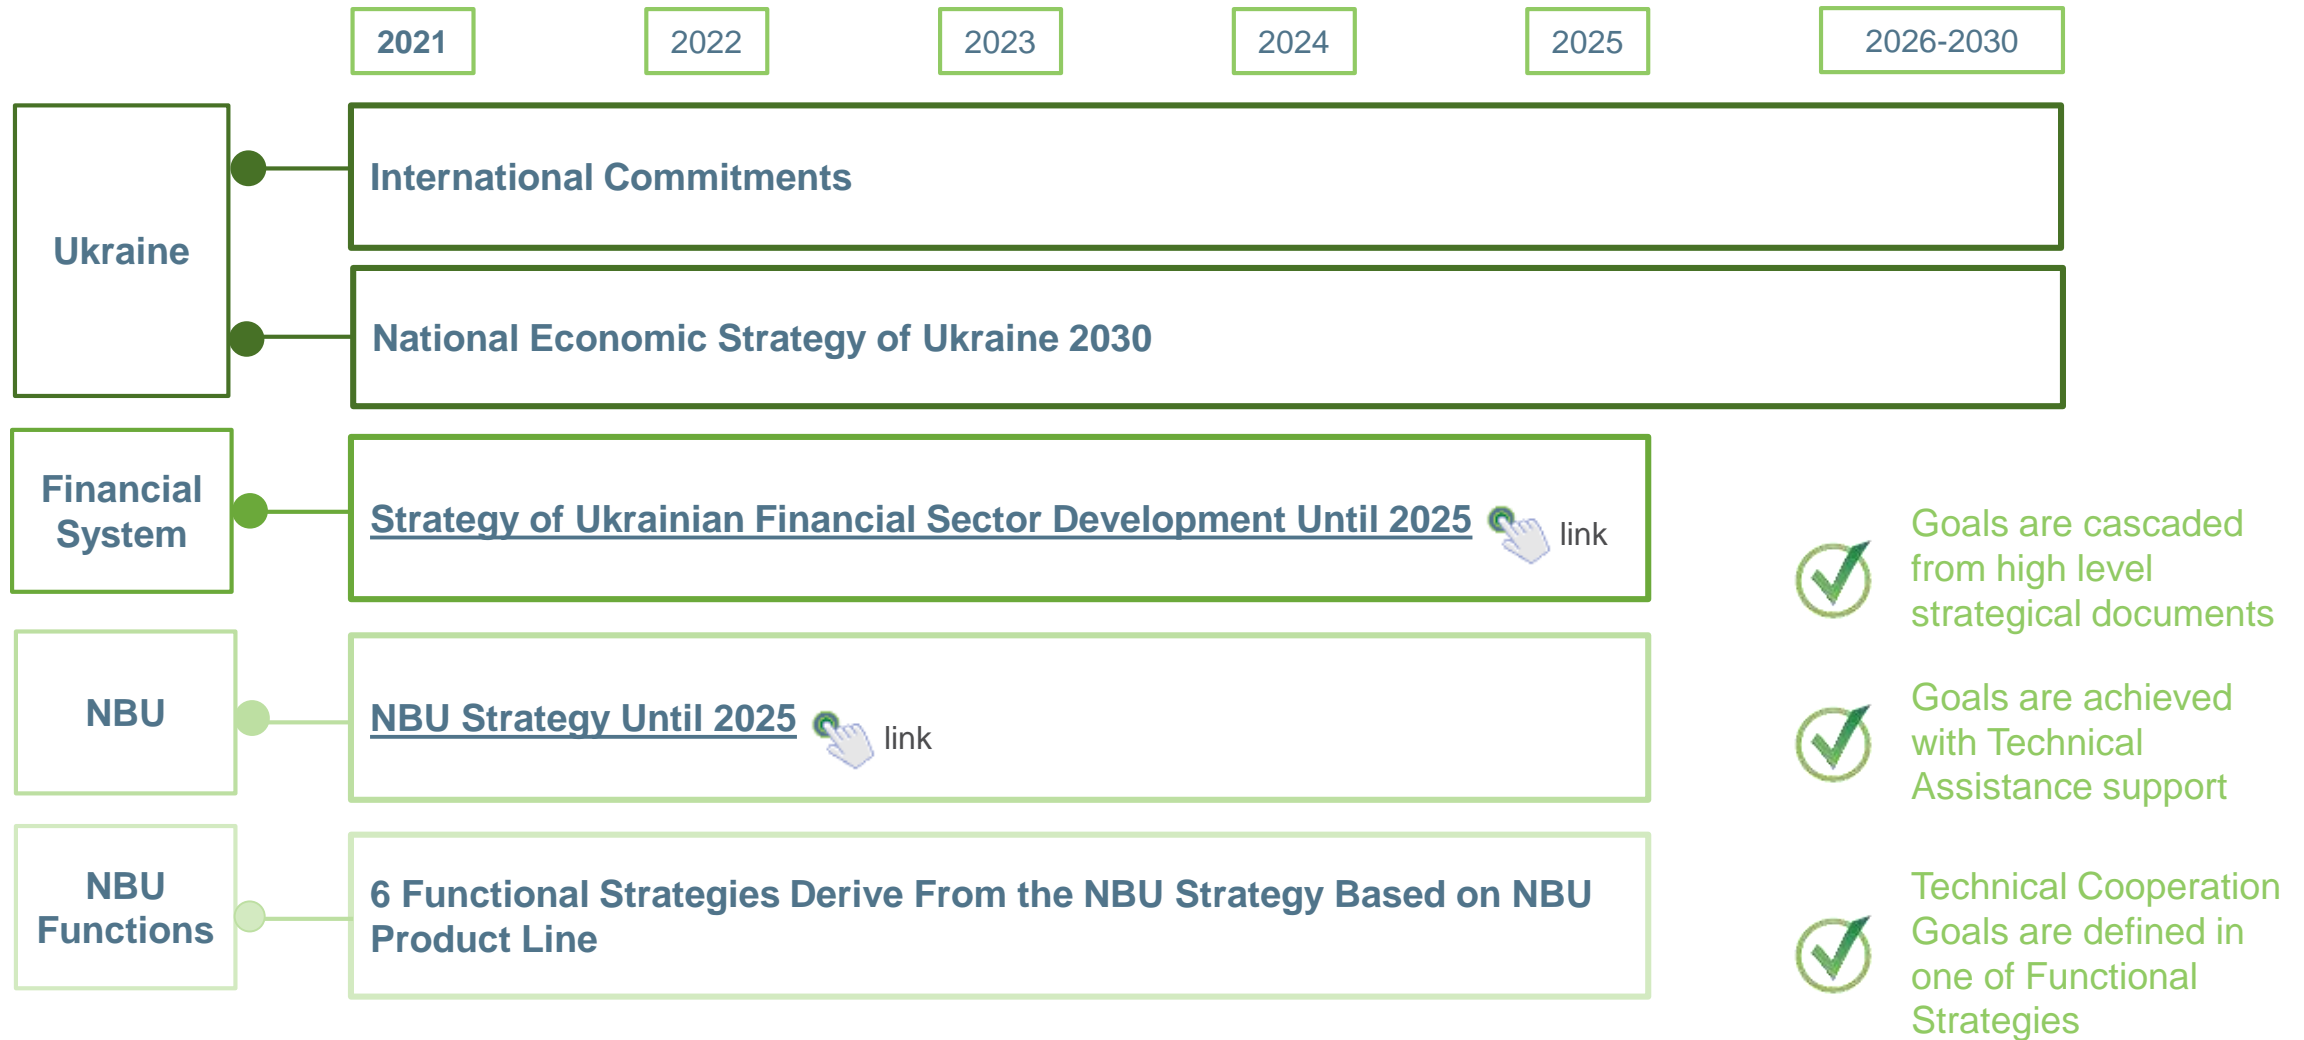 2021
2022
2023
2024
2025
2026-2030
Ukraine
International Commitments
National Economic Strategy of Ukraine 2030
Financial
System
Strategy of Ukrainian Financial Sector Development Until 2025
link
NBU
NBU Strategy Until 2025
link
NBU
Functions
6 Functional Strategies Derive From the NBU Strategy Based on NBU
Product Line
Goals are cascaded
from high level
strategical documents
Goals are achieved
with Technical
Assistance support
Technical Cooperation
Goals are defined in
one of Functional
Strategies